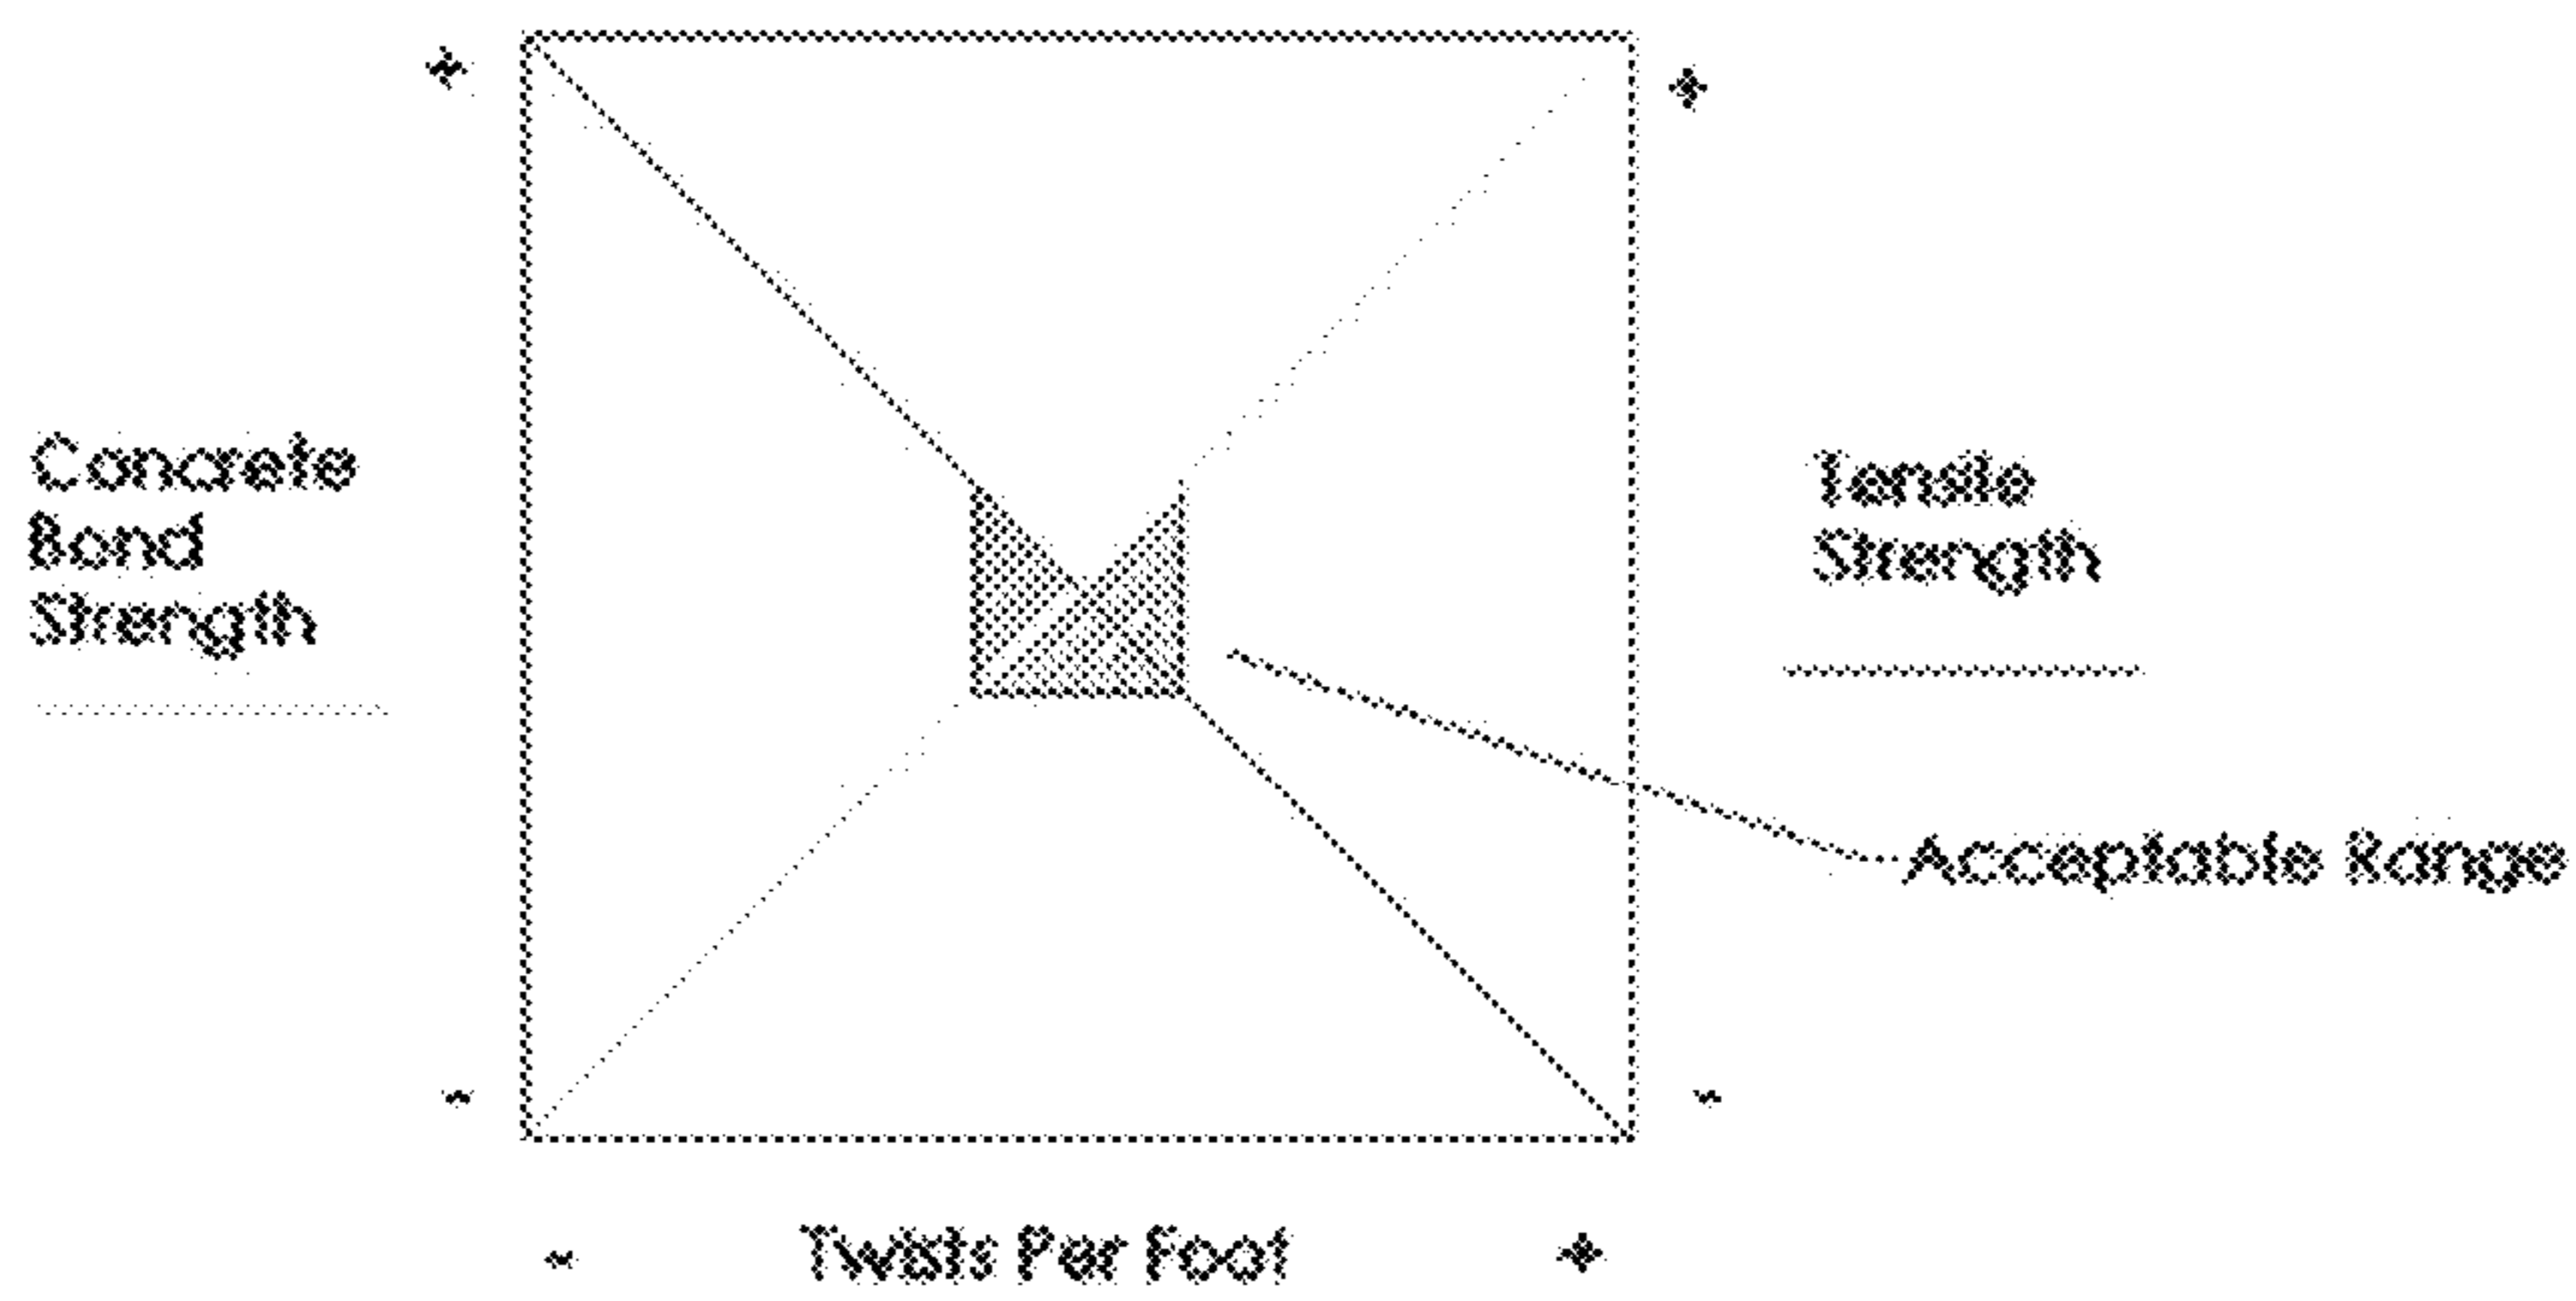 + +
Concrete
Bond
Strength
Tensile
Strength
Acceptable Range
- -
- Twists Per Foot +